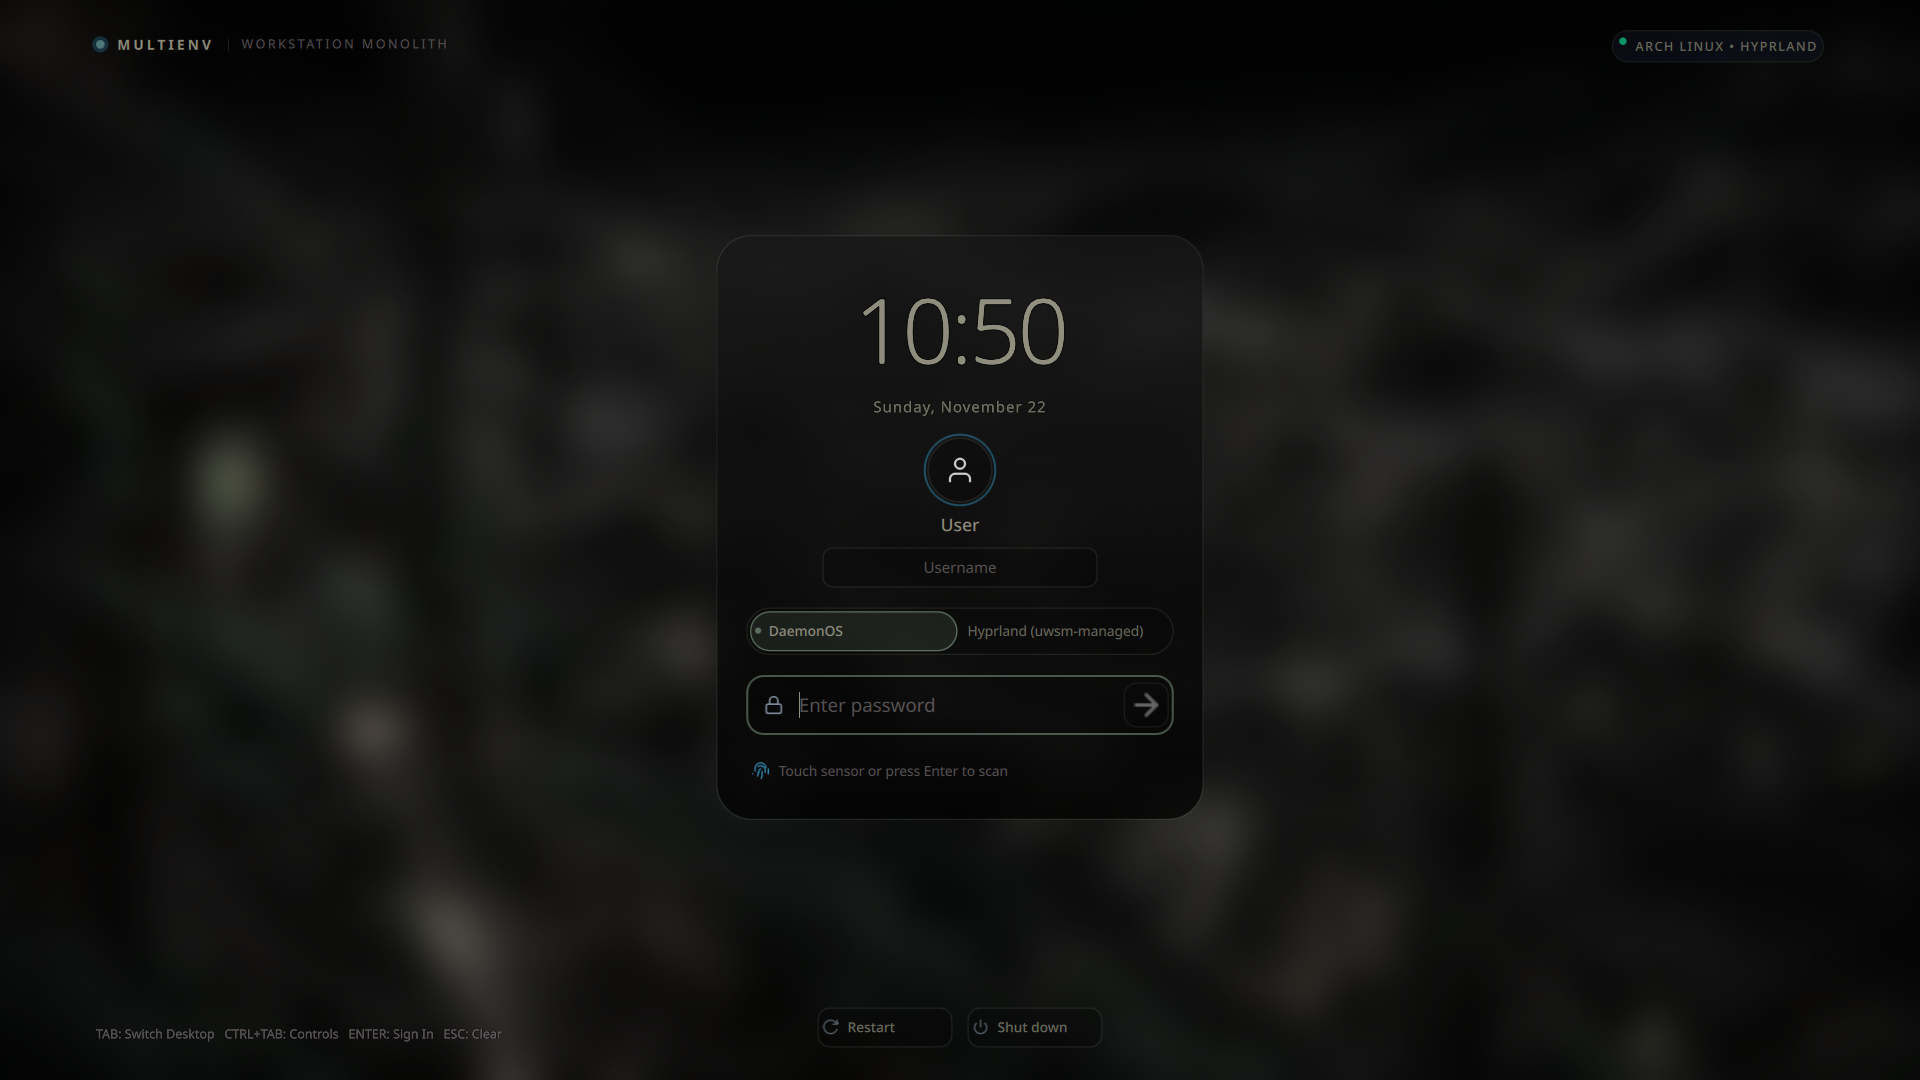 MULTIENV | WORKSTATION MONOLITH
ARCH LINUX • HYPRLAND
10:50
Sunday, November 22
User
Username
DaemonOS
Hyprland (uwsm-managed)
Enter password
Touch sensor or press Enter to scan
TAB: Switch Desktop CTRL+TAB: Controls ENTER: Sign In ESC: Clear
Restart
Shut down